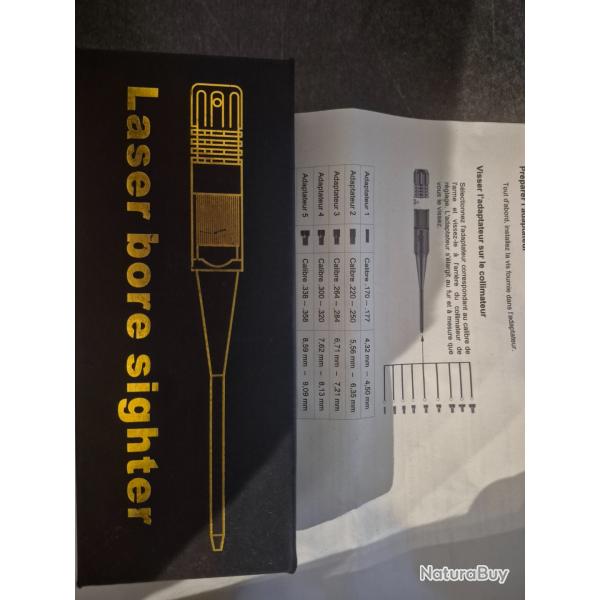 Laser bore sighter
Préparer l'adaptateur
Tout d'abord, installez la vis fournie dans l'adaptateur.
Visser l'adaptateur sur le collimateur
Sélectionnez l'adaptateur correspondant au calibre de
l'arme et vissez-le à l'arrière du collimateur de
réglage. L'adaptateur s'élargit au fur et à mesure que
vous le vissez.
Adaptateur 1 Calibre .170 – .177 4,32 mm – 4,50 mm
Adaptateur 2 Calibre .220 – .250 5,56 mm – 6,35 mm
Adaptateur 3 Calibre .264 – .284 6,71 mm – 7,21 mm
Adaptateur 4 Calibre .300 – .320 7,62 mm – 8,13 mm
Adaptateur 5 Calibre .338 – .358 8,59 mm – 9,09 mm
NaturaBuy